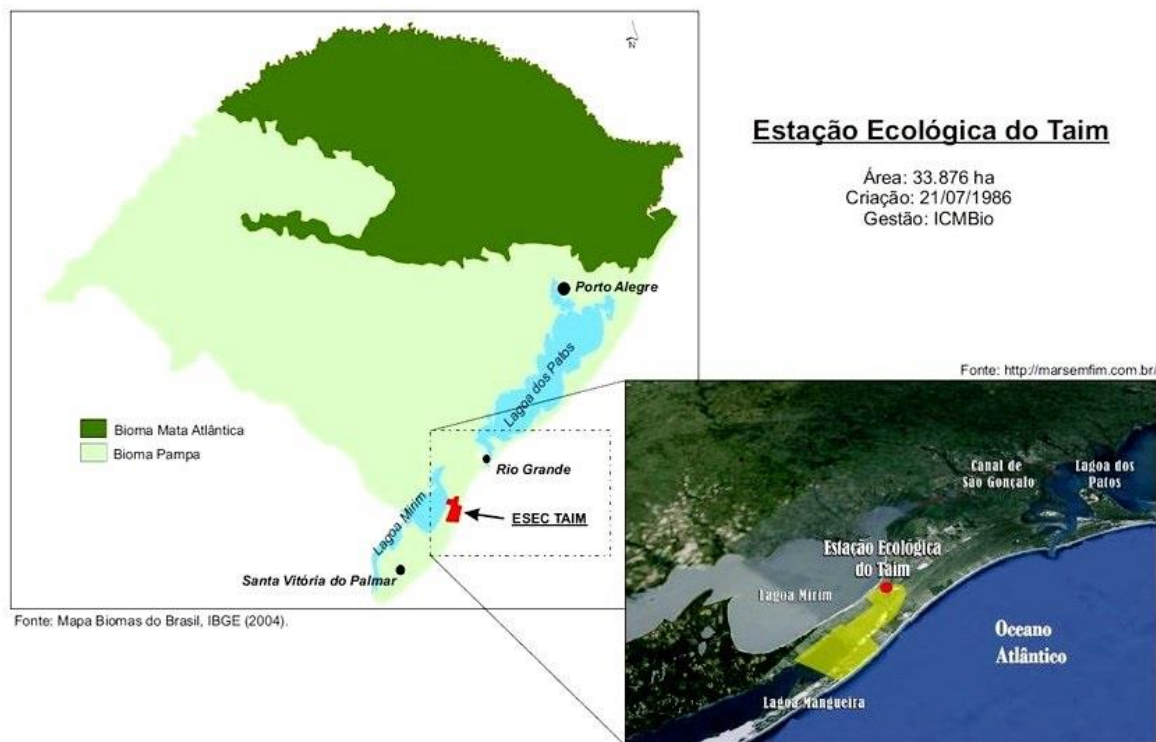 N
Estação Ecológica do Taim
Área: 33.876 ha
Criação: 21/07/1986
Gestão: ICMBio
Porto Alegre
Lagoa dos Patos
Bioma Mata Atlântica
Bioma Pampa
Rio Grande
Lagoa Mirim
ESEC TAIM
Santa Vitória do Palmar
Fonte: Mapa Biomas do Brasil, IBGE (2004).
Fonte: http://marsemfim.com.br/
Canal de
São Gonçalo
Lagoa dos
Patos
Estação Ecológica
do Taim
Lagoa Mirim
Oceano
Atlântico
Lagoa Mangueira